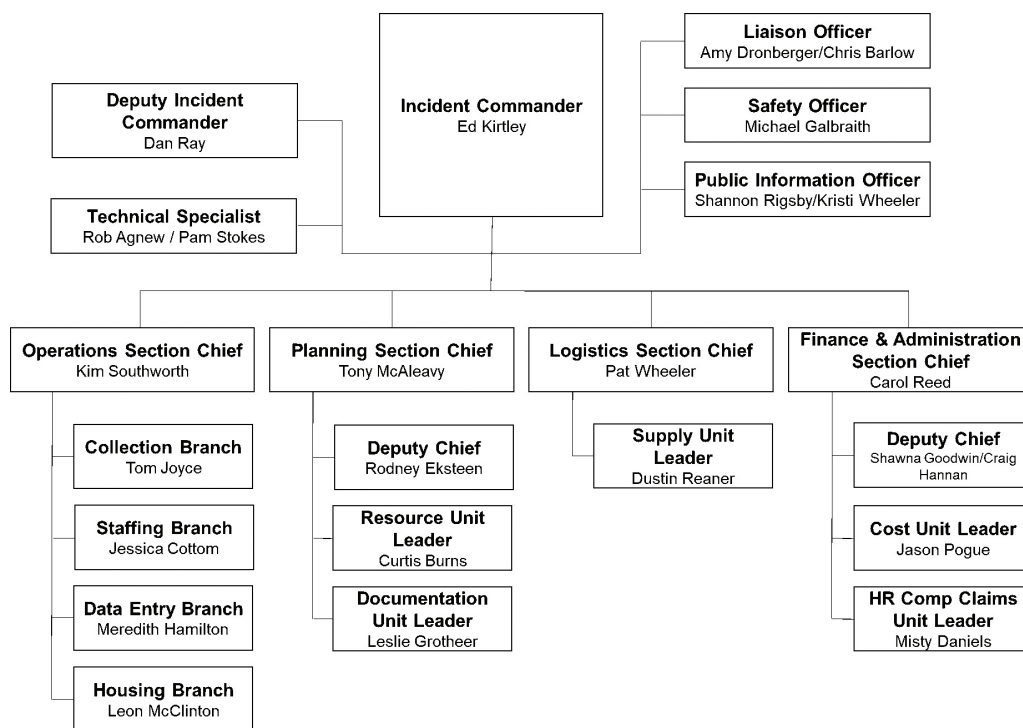 Incident Commander
Ed Kirtley
Deputy Incident
Commander
Dan Ray
Technical Specialist
Rob Agnew / Pam Stokes
Liaison Officer
Amy Dronberger/Chris Barlow
Safety Officer
Michael Galbraith
Public Information Officer
Shannon Rigsby/Kristi Wheeler
Operations Section Chief
Kim Southworth
Collection Branch
Tom Joyce
Staffing Branch
Jessica Cottom
Data Entry Branch
Meredith Hamilton
Housing Branch
Leon McClinton
Planning Section Chief
Tony McAleavy
Deputy Chief
Rodney Eksteen
Resource Unit
Leader
Curtis Burns
Documentation
Unit Leader
Leslie Grotheer
Logistics Section Chief
Pat Wheeler
Supply Unit
Leader
Dustin Reaner
Finance & Administration
Section Chief
Carol Reed
Deputy Chief
Shawna Goodwin/Craig
Hannan
Cost Unit Leader
Jason Pogue
HR Comp Claims
Unit Leader
Misty Daniels